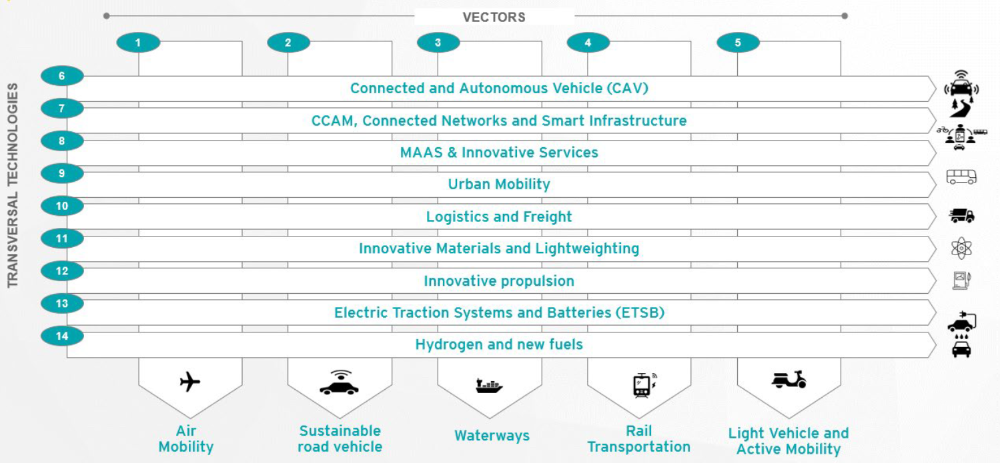 VECTORS
1
2
3
4
5
TRANSVERSAL TECHNOLOGIES
6
Connected and Autonomous Vehicle (CAV)
7
CCAM, Connected Networks and Smart Infrastructure
8
MAAS & Innovative Services
9
Urban Mobility
10
Logistics and Freight
11
Innovative Materials and Lightweighting
12
Innovative propulsion
13
Electric Traction Systems and Batteries (ETSB)
14
Hydrogen and new fuels
Air
Mobility
Sustainable
road vehicle
Waterways
Rail
Transportation
Light Vehicle and
Active Mobility